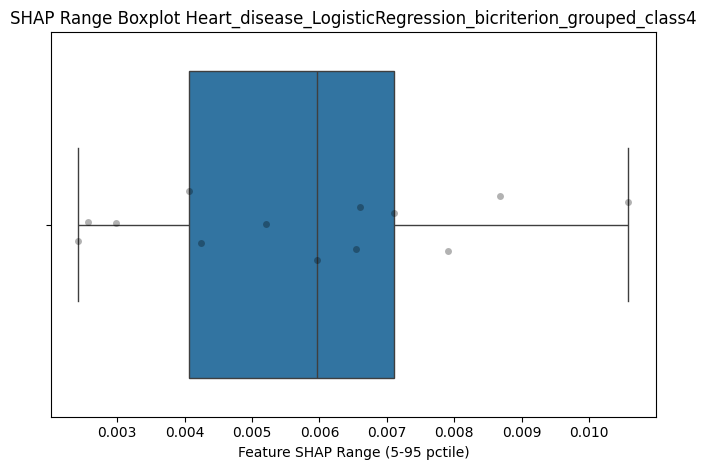 SHAP Range Boxplot Heart_disease_LogisticRegression_bicriterion_grouped_class4
0.003 0.004 0.005 0.006 0.007 0.008 0.009 0.010
Feature SHAP Range (5-95 pctile)